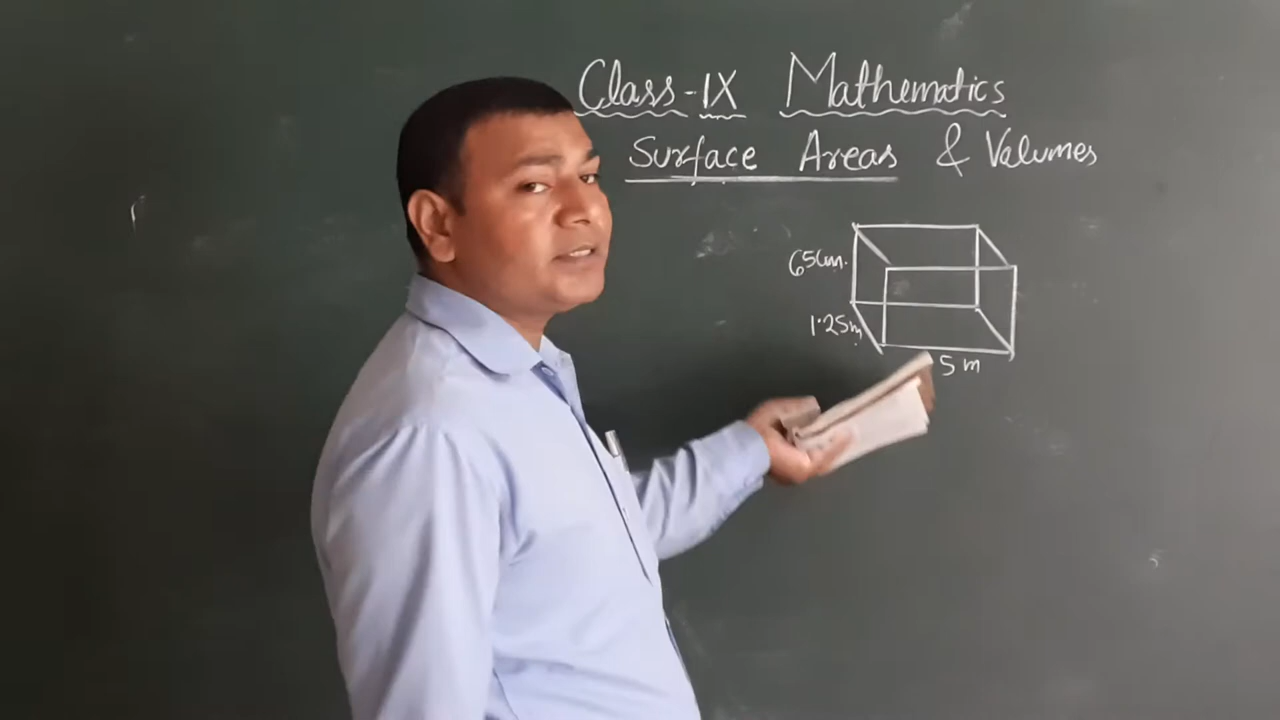 Class-IX Mathematics
Surface Areas & Volumes
65cm.
1.25m
5 m